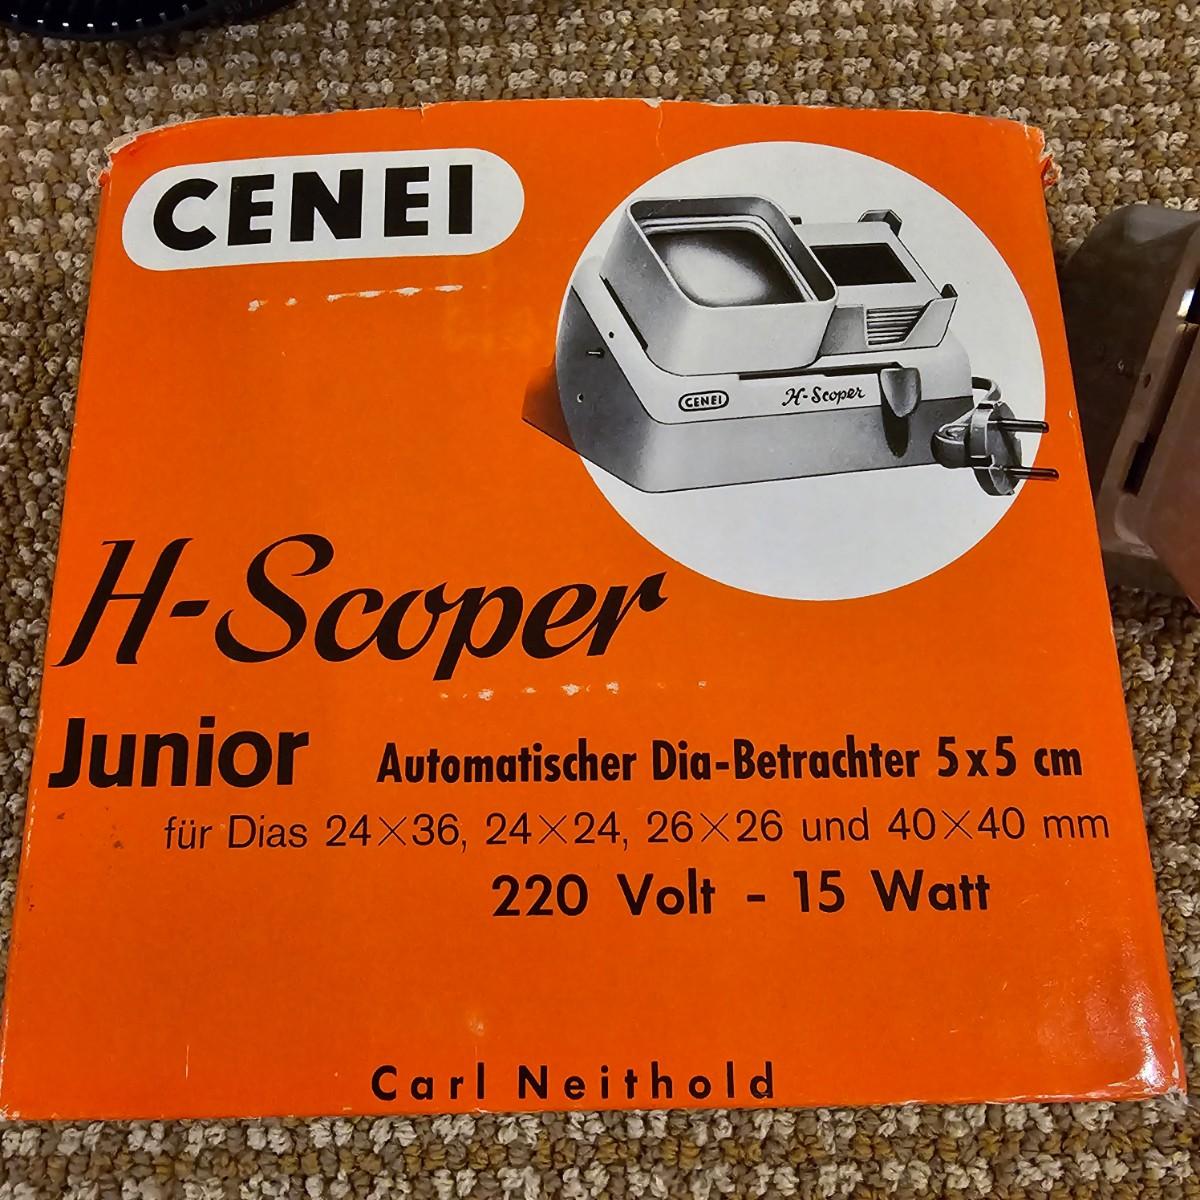 CENEI
CENEI H-Scoper
H-Scoper
Junior Automatischer Dia-Betrachter 5x5 cm
für Dias 24×36, 24×24, 26×26 und 40×40 mm
220 Volt - 15 Watt
Carl Neithold